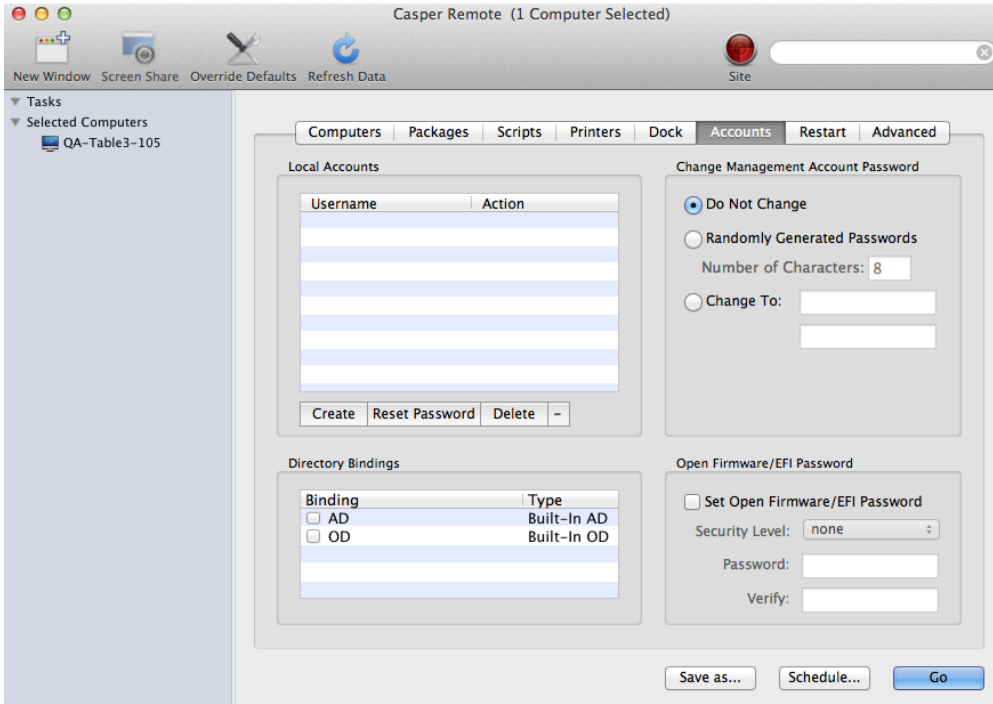 Casper Remote (1 Computer Selected)
New Window Screen Share Override Defaults Refresh Data Site
Tasks
Selected Computers
QA-Table3-105
Computers Packages Scripts Printers Dock Accounts Restart Advanced
Local Accounts
Username Action
Create Reset Password Delete -
Change Management Account Password
Do Not Change
Randomly Generated Passwords
Number of Characters: 8
Change To:
Directory Bindings
Binding Type
AD Built-In AD
OD Built-In OD
Open Firmware/EFI Password
Set Open Firmware/EFI Password
Security Level: none
Password:
Verify:
Save as... Schedule... Go